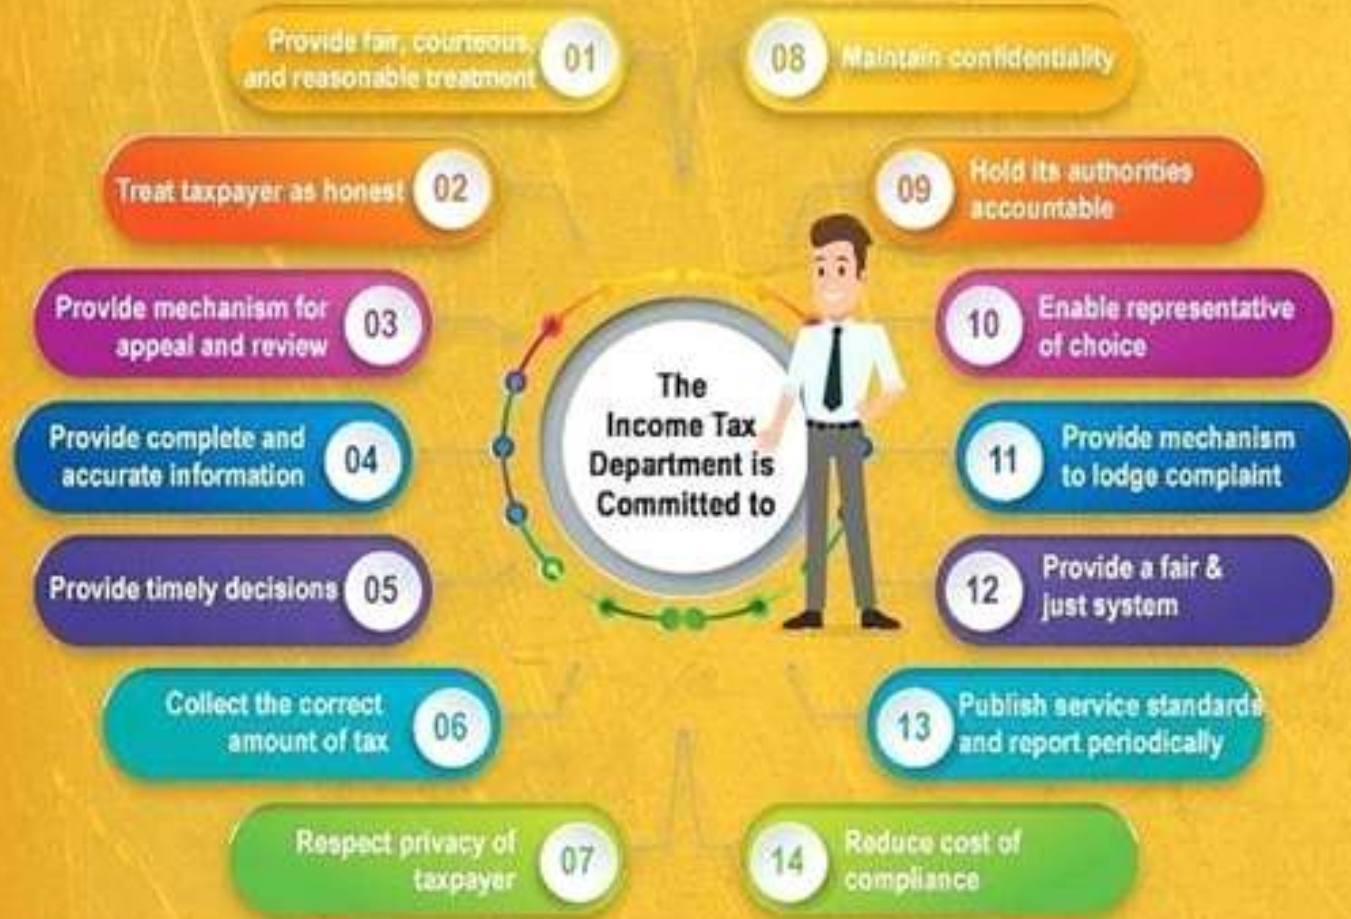 Provide fair, courteous,
and reasonable treatment
01
Treat taxpayer as honest
02
Provide mechanism for
appeal and review
03
Provide complete and
accurate information
04
Provide timely decisions
05
Collect the correct
amount of tax
06
Respect privacy of
taxpayer
07
The
Income Tax
Department is
Committed to
08
Maintain confidentiality
09
Hold its authorities
accountable
10
Enable representative
of choice
11
Provide mechanism
to lodge complaint
12
Provide a fair &
just system
13
Publish service standards
and report periodically
14
Reduce cost of
compliance